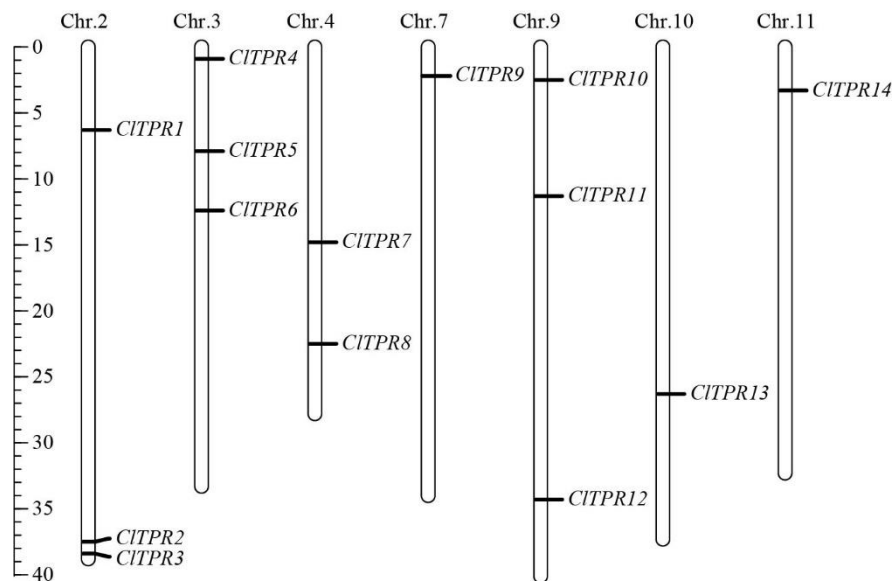 Chr.2 Chr.3 Chr.4 Chr.7 Chr.9 Chr.10 Chr.11
0
ClTPR4
ClTPR9
ClTPR10
ClTPR14
5
ClTPR1
ClTPR5
10
ClTPR11
ClTPR6
15
ClTPR7
20
ClTPR8
25
ClTPR13
30
35
ClTPR12
ClTPR2
ClTPR3
40